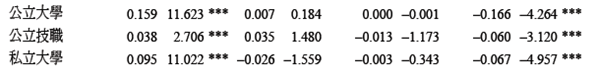 公立大學 0.159 11.623 *** 0.007 0.184 0.000 –0.001 –0.166 –4.264 ***
公立技職 0.038 2.706 *** 0.035 1.480 –0.013 –1.173 –0.060 –3.120 ***
私立大學 0.095 11.022 *** –0.026 –1.559 –0.003 –0.343 –0.067 –4.957 ***